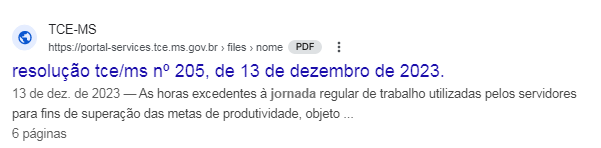 TCE-MS
https://portal-services.tce.ms.gov.br › files › nome PDF
resolução tce/ms nº 205, de 13 de dezembro de 2023.
13 de dez. de 2023 — As horas excedentes à jornada regular de trabalho utilizadas pelos servidores
para fins de superação das metas de produtividade, objeto ...
6 páginas